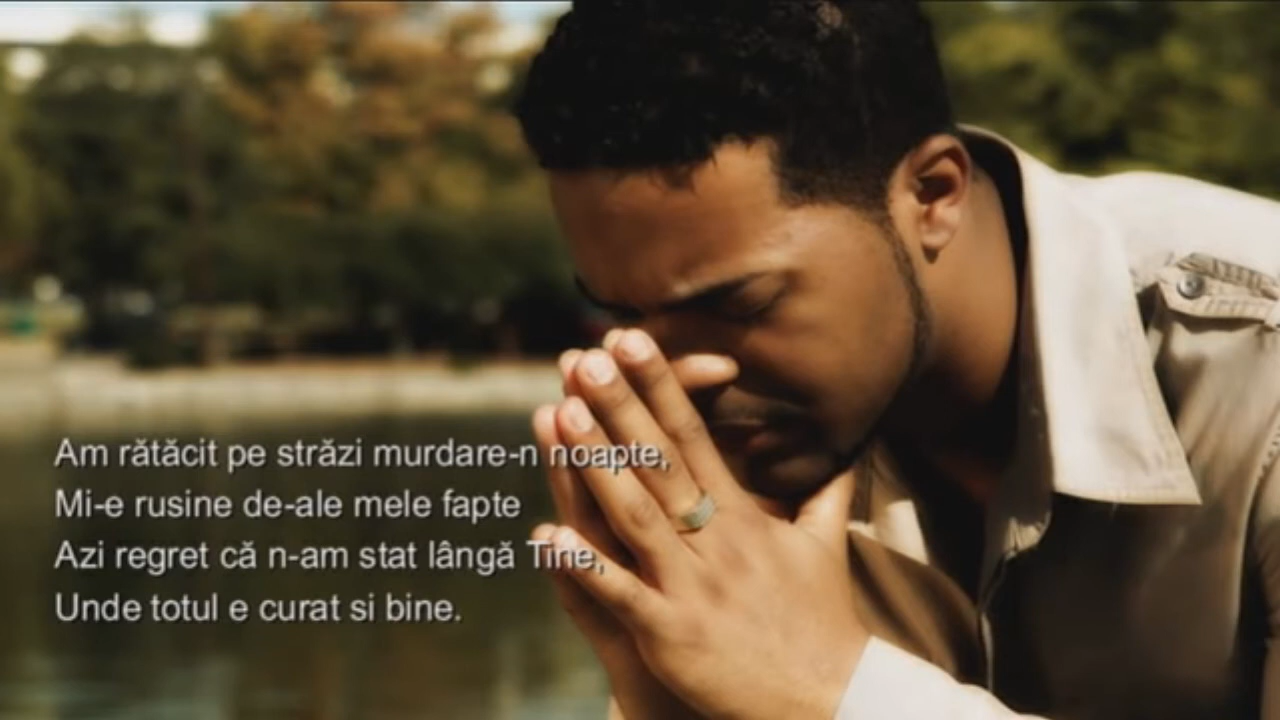 Am rătăcit pe străzi murdare-n noapte,
Mi-e rusine de-ale mele fapte
Azi regret că n-am stat lângă Tine,
Unde totul e curat si bine.